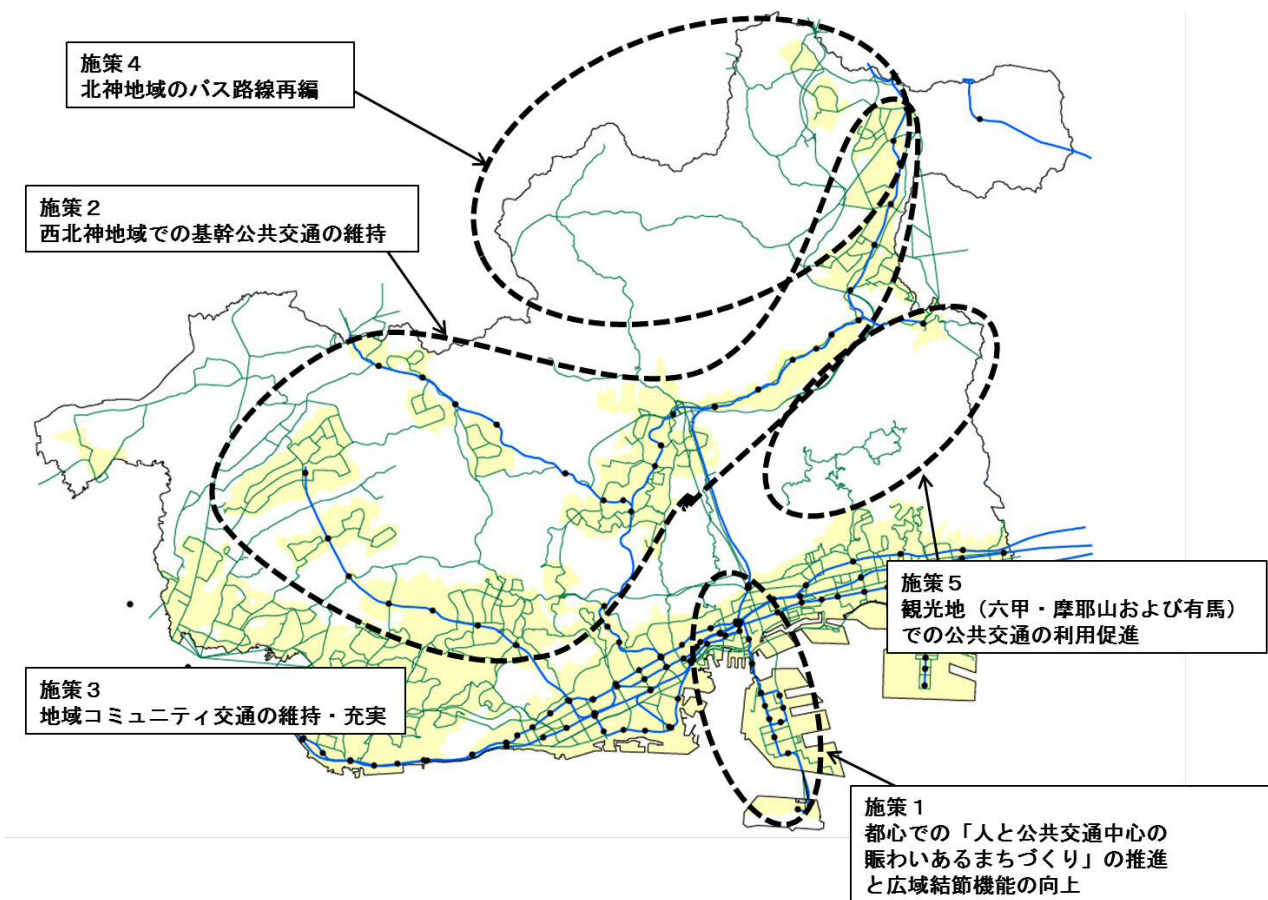 施策４
北神地域のバス路線再編
施策２
西北神地域での基幹公共交通の維持
施策５
観光地（六甲・摩耶山および有馬）
での公共交通の利用促進
施策３
地域コミュニティ交通の維持・充実
施策１
都心での「人と公共交通中心の
賑わいあるまちづくり」の推進
と広域結節機能の向上